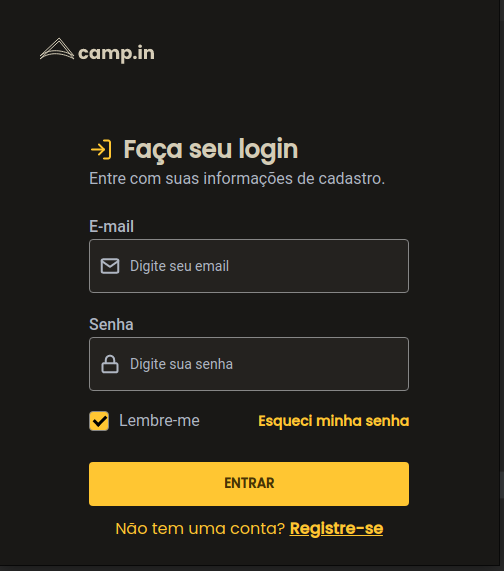 camp.in
Faça seu login
Entre com suas informações de cadastro.
E-mail
Digite seu email
Senha
Digite sua senha
Lembre-me Esqueci minha senha
ENTRAR
Não tem uma conta? Registre-se